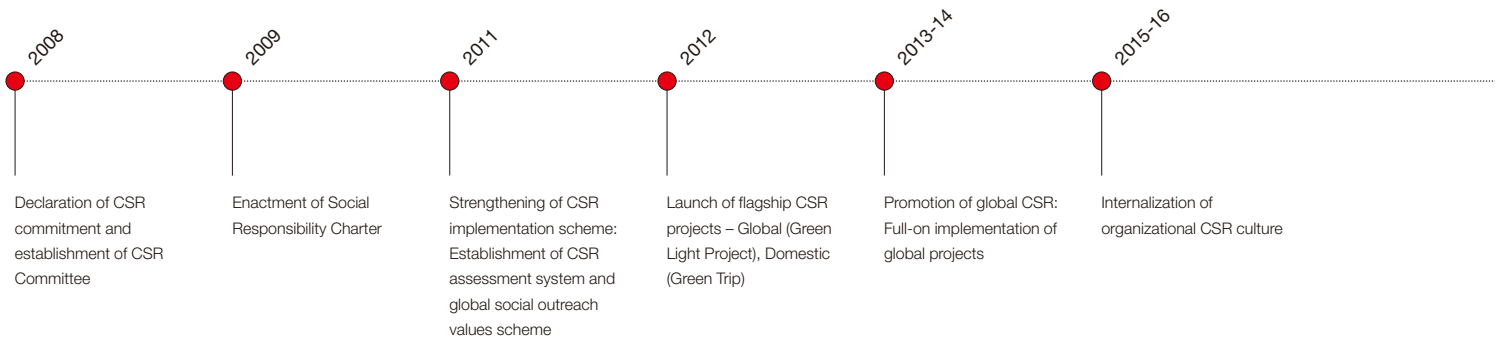 2008
2009
2011
2012
2013-14
2015-16
Declaration of CSR
commitment and
establishment of CSR
Committee
Enactment of Social
Responsibility Charter
Strengthening of CSR
implementation scheme:
Establishment of CSR
assessment system and
global social outreach
values scheme
Launch of flagship CSR
projects – Global (Green
Light Project), Domestic
(Green Trip)
Promotion of global CSR:
Full-on implementation of
global projects
Internalization of
organizational CSR culture